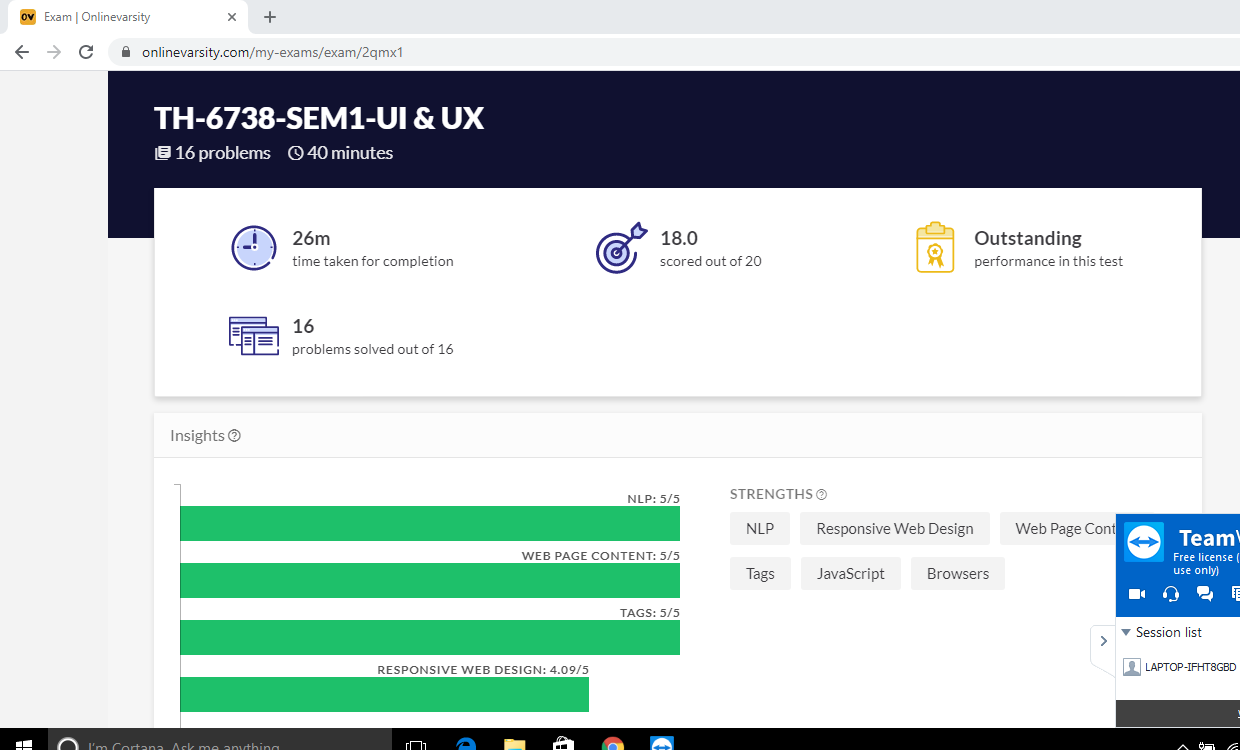 Exam | Onlinevarsity
onlinevarsity.com/my-exams/exam/2qmx1
TH-6738-SEM1-UI & UX
16 problems 40 minutes
26m
time taken for completion
18.0
scored out of 20
Outstanding
performance in this test
16
problems solved out of 16
Insights
NLP: 5/5
WEB PAGE CONTENT: 5/5
TAGS: 5/5
RESPONSIVE WEB DESIGN: 4.09/5
STRENGTHS
NLP Responsive Web Design Web Page Cont
Tags JavaScript Browsers
Team
Free license (
use only)
Session list
LAPTOP-IFHT8GBD
I'm Cortana. Ask me anything.